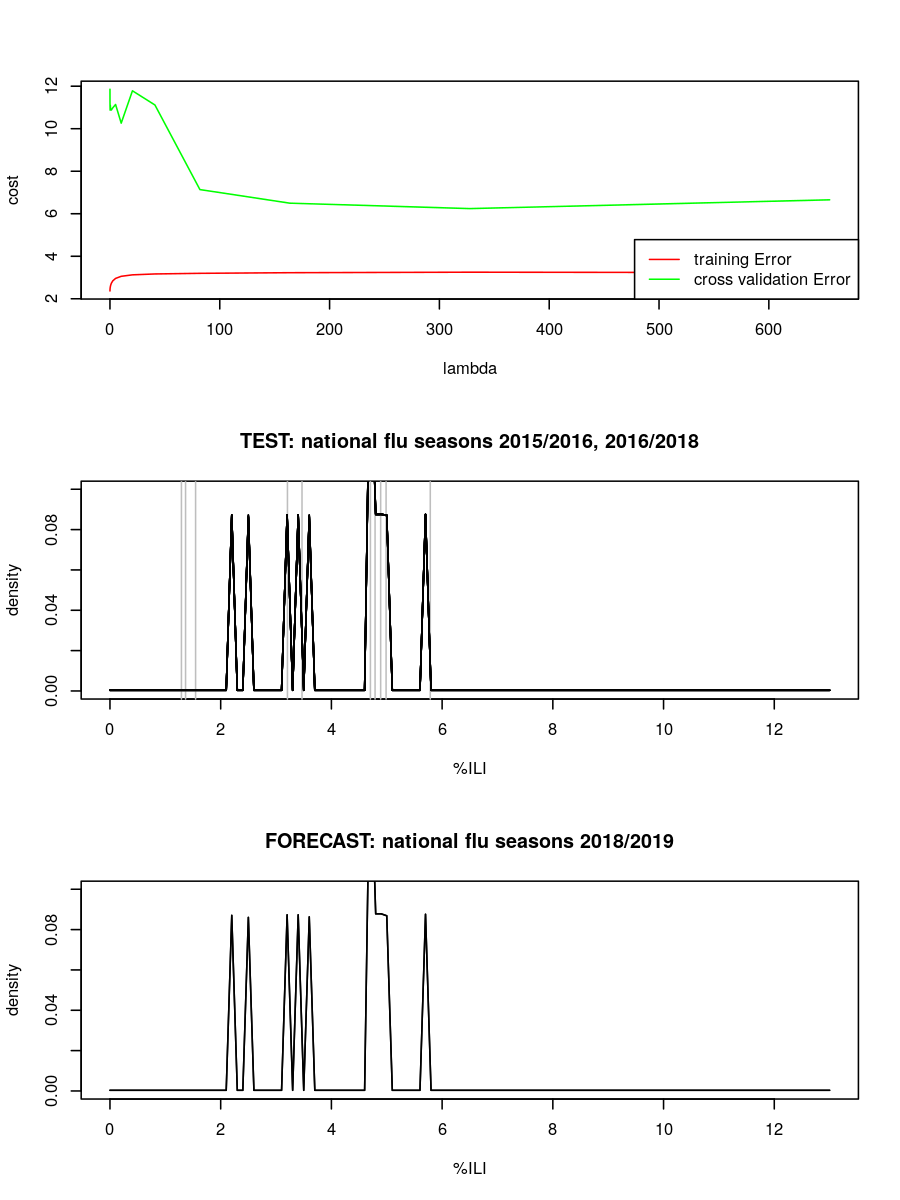 12
10
8
6
4
2
cost
training Error
cross validation Error
0 100 200 300 400 500 600
lambda
TEST: national flu seasons 2015/2016, 2016/2018
0.08
0.04
0.00
density
0 2 4 6 8 10 12
%ILI
FORECAST: national flu seasons 2018/2019
0.08
0.04
0.00
density
0 2 4 6 8 10 12
%ILI